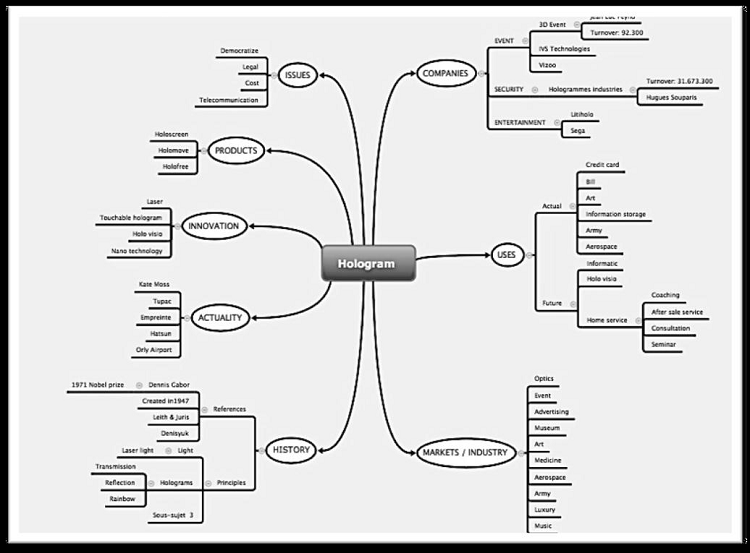 Hologram
ISSUES
Democratize
Legal
Cost
Telecommunication
PRODUCTS
Holoscreen
Holomove
Holofree
INNOVATION
Laser
Touchable hologram
Holo visio
Nano technology
ACTUALITY
Kate Moss
Tupac
Empreinte
Hatsun
Orly Airport
HISTORY
References
Dennis Gabor
1971 Nobel prize
Created in1947
Leith & Juris
Denisyuk
Principles
Light
Laser light
Holograms
Transmission
Reflection
Rainbow
Sous-sujet 3
COMPANIES
EVENT
3D Event
Turnover: 92.300
IVS Technologies
Vizoo
SECURITY
Hologrammes industries
Turnover: 31.673.300
Hugues Souparis
ENTERTAINMENT
Litiholo
Sega
USES
Actual
Credit card
Bill
Art
Information storage
Army
Aerospace
Future
Informatic
Holo visio
Home service
Coaching
After sale service
Consultation
Seminar
MARKETS / INDUSTRY
Optics
Event
Advertising
Museum
Art
Medicine
Aerospace
Army
Luxury
Music